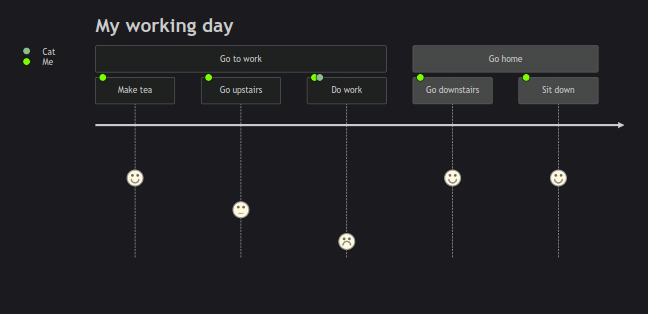 My working day
Cat
Me
Go to work
Go home
Make tea
Go upstairs
Do work
Go downstairs
Sit down